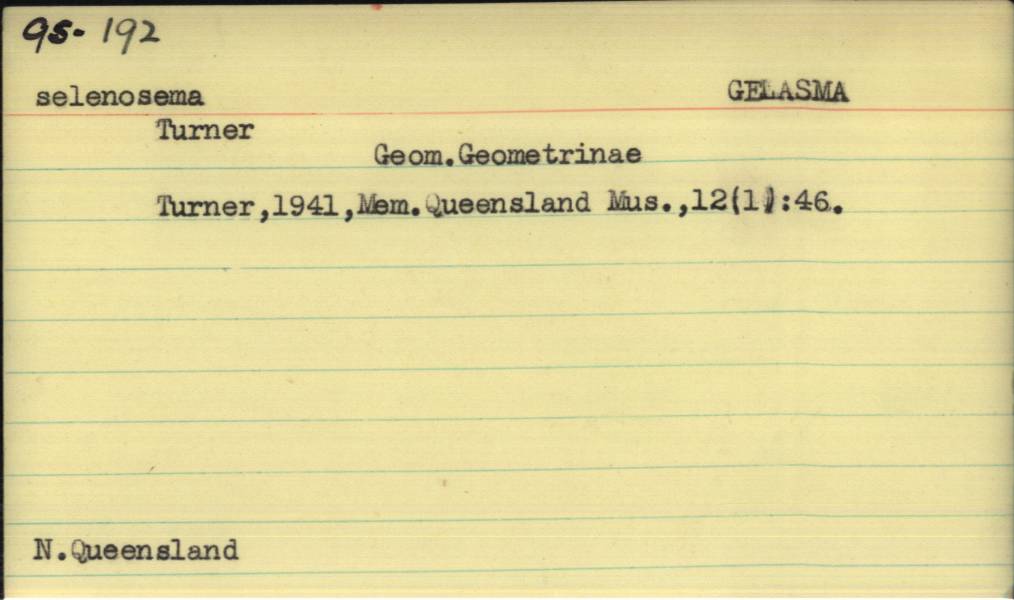 95-192
selenosema GELASMA
Turner
Geom.Geometrinae
Turner,1941,Mem.Queensland Mus.,12(1):46.
N.Queensland